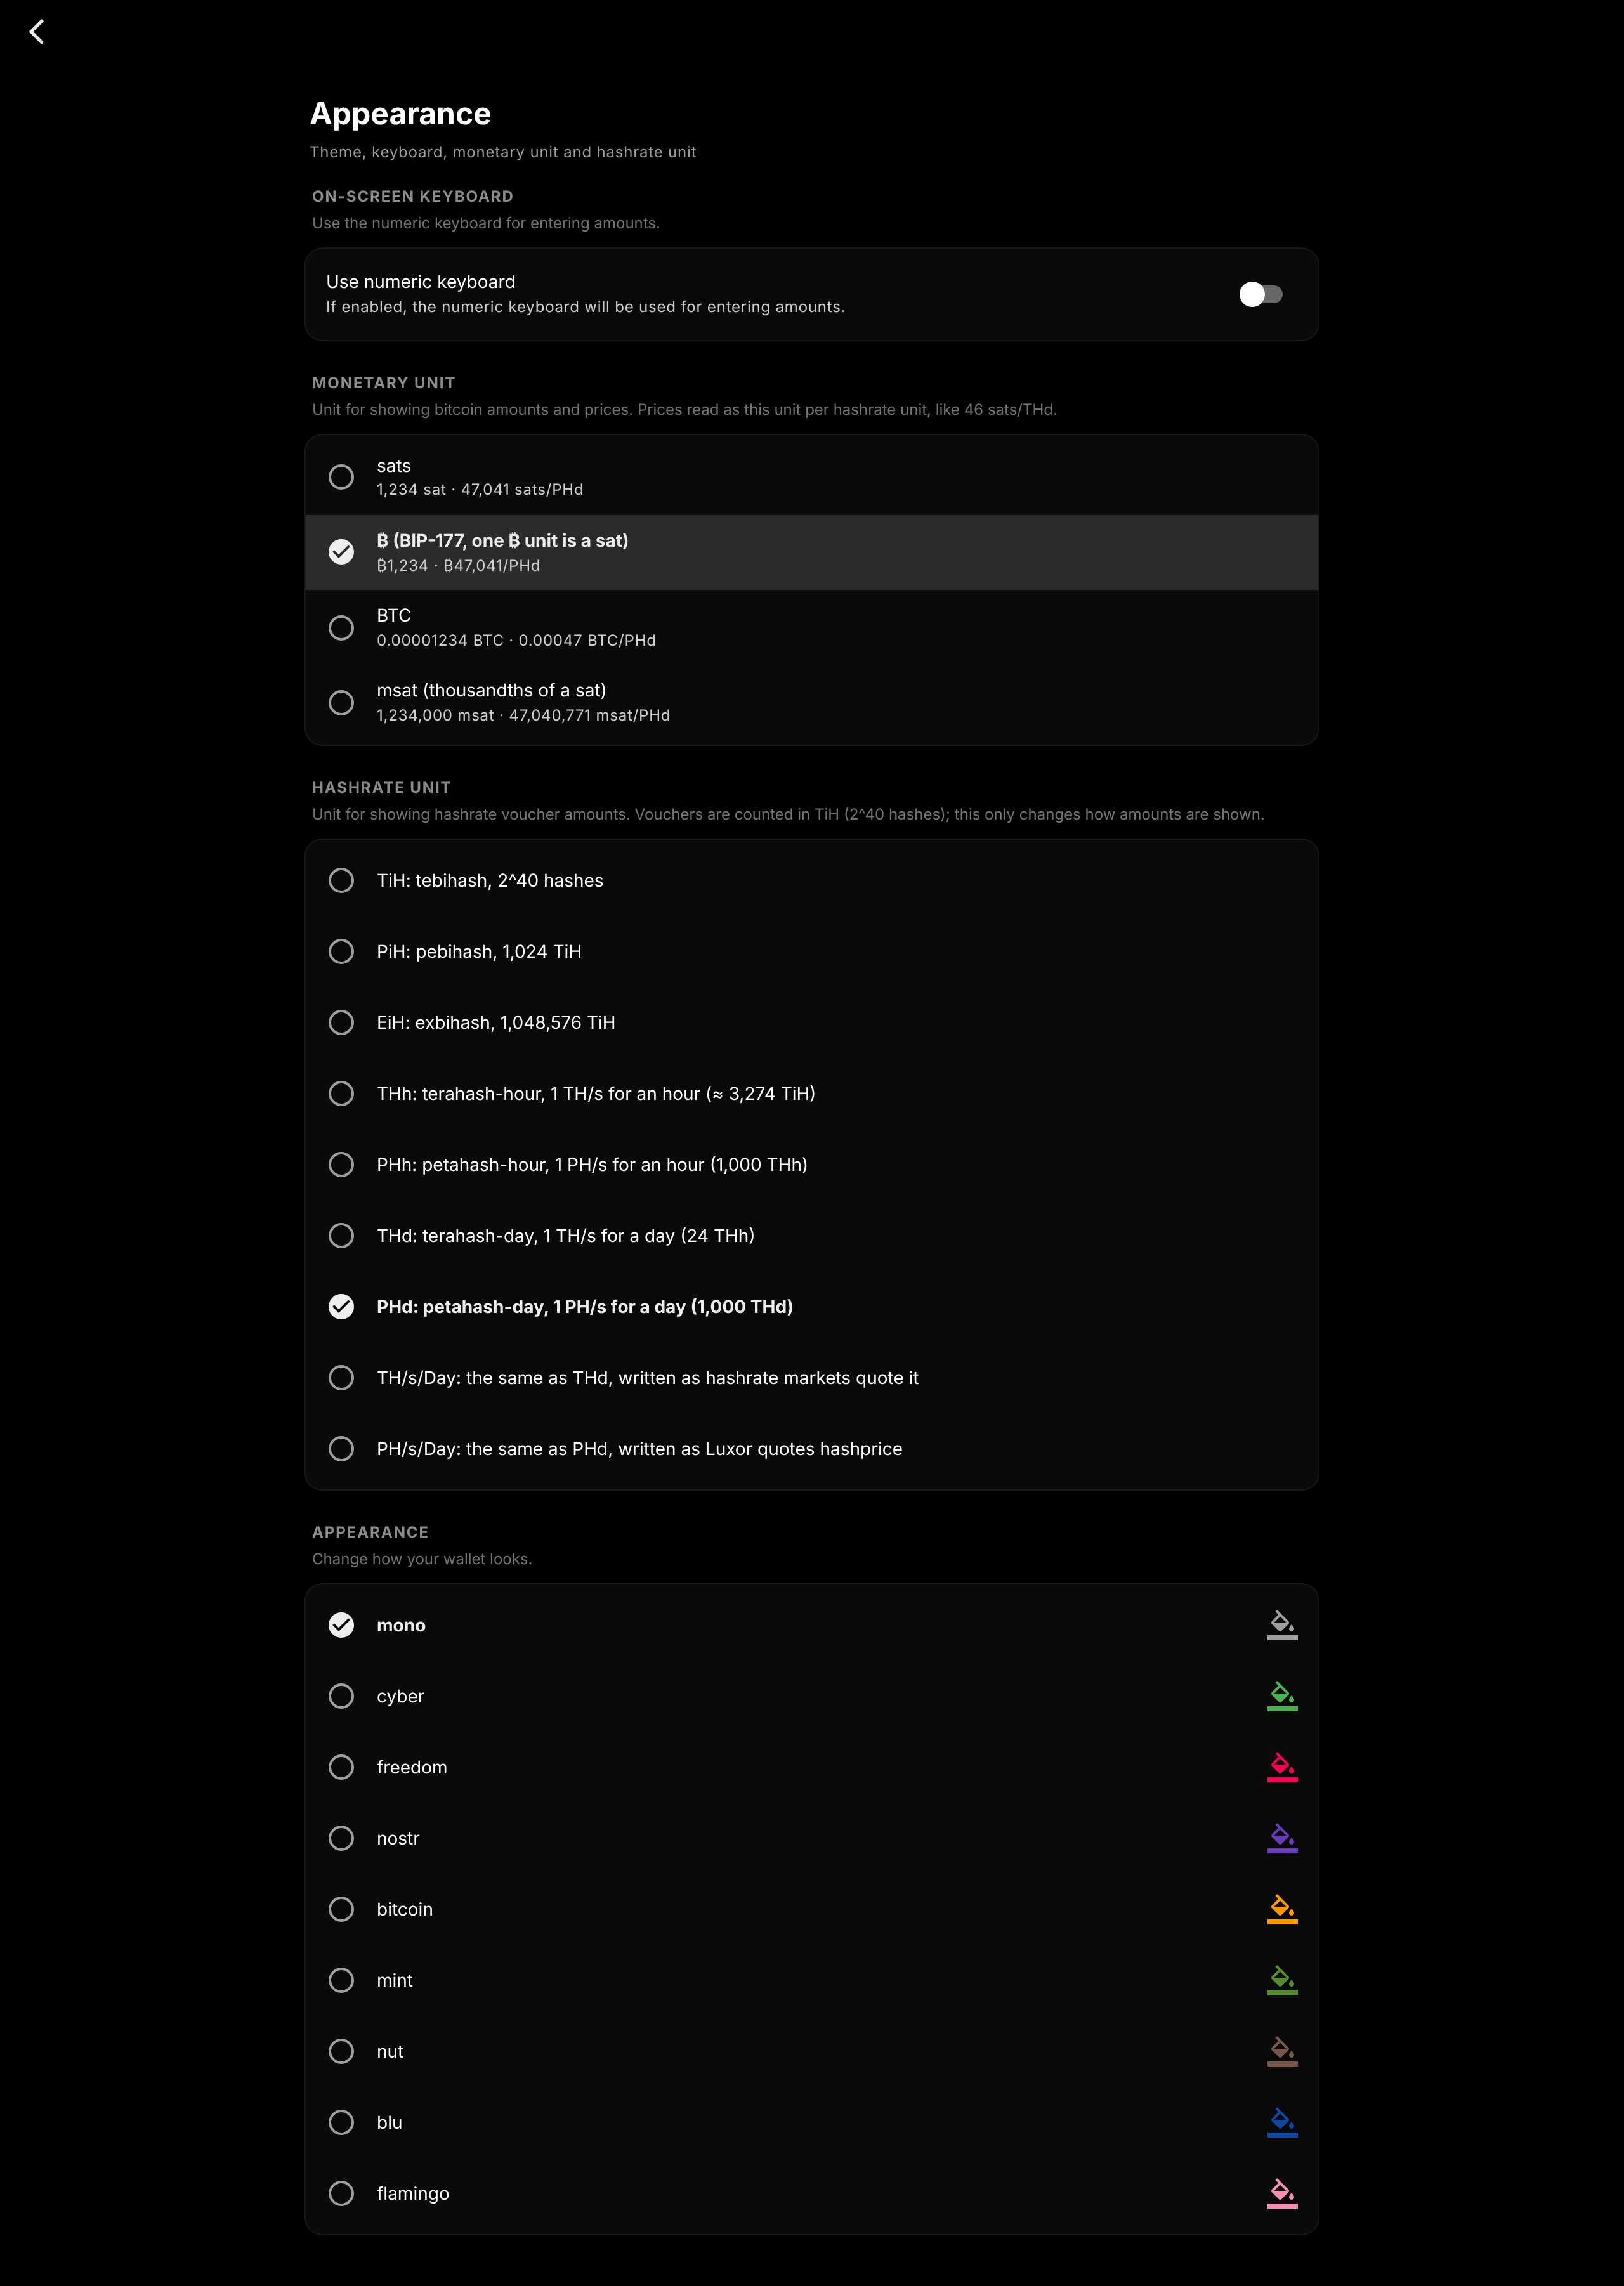 Appearance
Theme, keyboard, monetary unit and hashrate unit
ON-SCREEN KEYBOARD
Use the numeric keyboard for entering amounts.
Use numeric keyboard
If enabled, the numeric keyboard will be used for entering amounts.
MONETARY UNIT
Unit for showing bitcoin amounts and prices. Prices read as this unit per hashrate unit, like 46 sats/THd.
sats
1,234 sat · 47,041 sats/PHd
₿ (BIP-177, one ₿ unit is a sat)
₿1,234 · ₿47,041/PHd
BTC
0.00001234 BTC · 0.00047 BTC/PHd
msat (thousandths of a sat)
1,234,000 msat · 47,040,771 msat/PHd
HASHRATE UNIT
Unit for showing hashrate voucher amounts. Vouchers are counted in TiH (2^40 hashes); this only changes how amounts are shown.
TiH: tebihash, 2^40 hashes
PiH: pebihash, 1,024 TiH
EiH: exbihash, 1,048,576 TiH
THh: terahash-hour, 1 TH/s for an hour (≈ 3,274 TiH)
PHh: petahash-hour, 1 PH/s for an hour (1,000 THh)
THd: terahash-day, 1 TH/s for a day (24 THh)
PHd: petahash-day, 1 PH/s for a day (1,000 THd)
TH/s/Day: the same as THd, written as hashrate markets quote it
PH/s/Day: the same as PHd, written as Luxor quotes hashprice
APPEARANCE
Change how your wallet looks.
mono
cyber
freedom
nostr
bitcoin
mint
nut
blu
flamingo